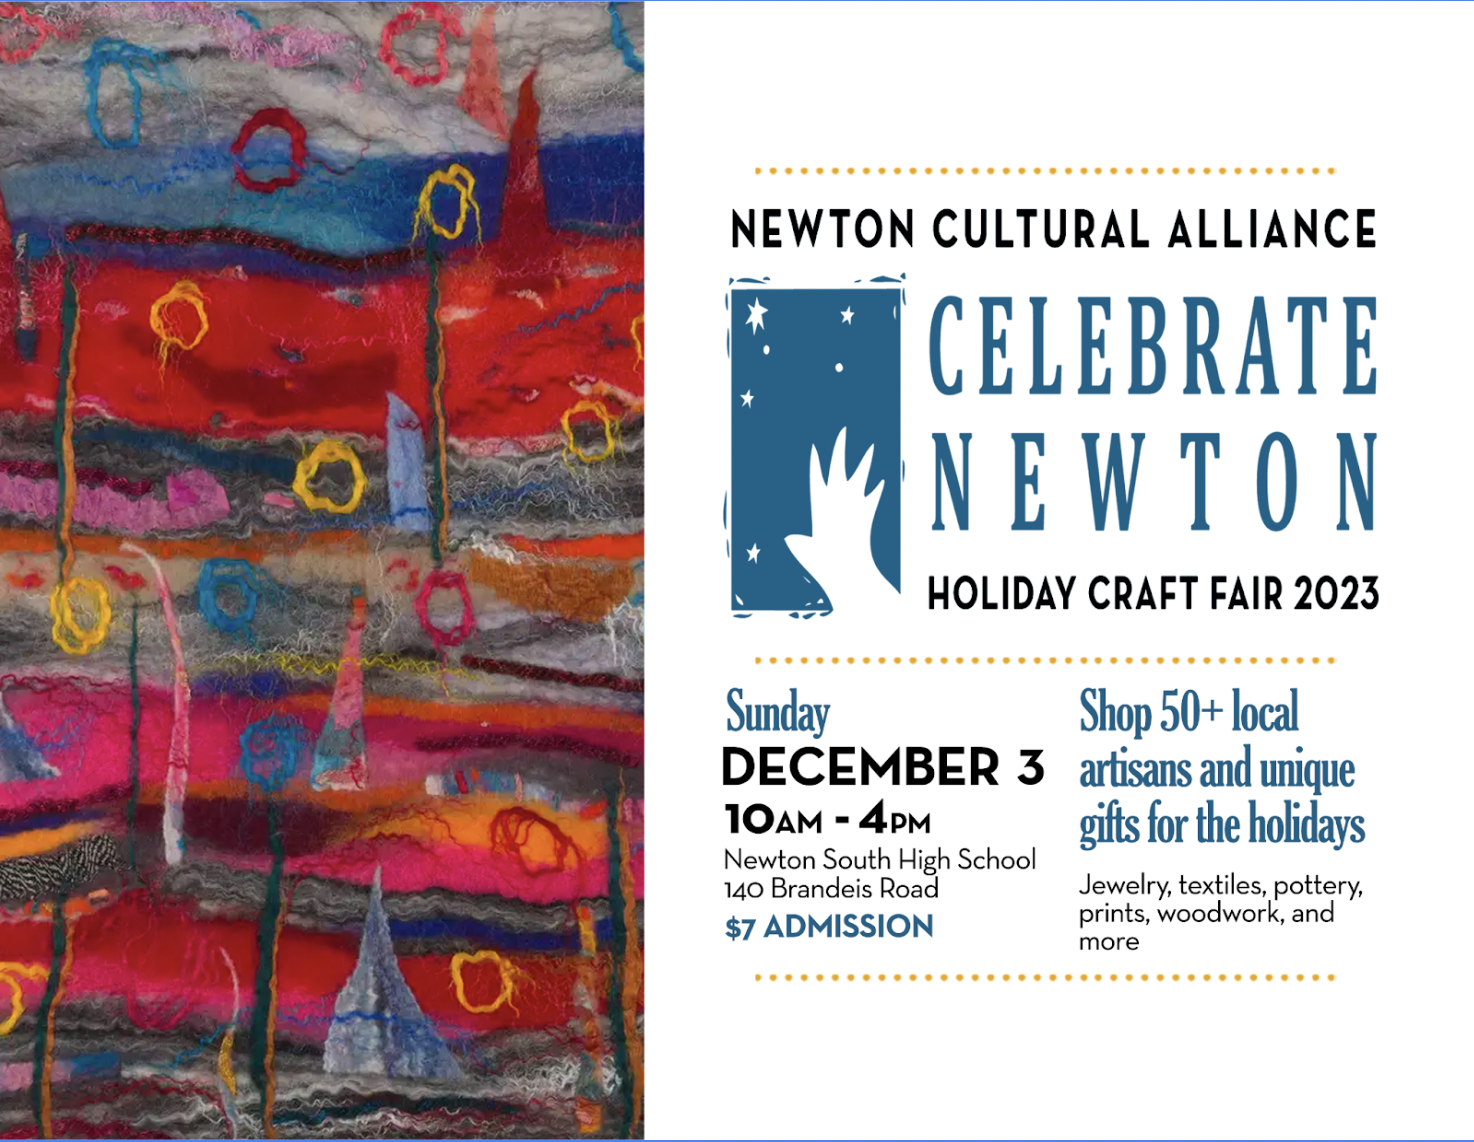 NEWTON CULTURAL ALLIANCE
CELEBRATE
NEWTON
HOLIDAY CRAFT FAIR 2023
Sunday
DECEMBER 3
10AM - 4PM
Newton South High School
140 Brandeis Road
$7 ADMISSION
Shop 50+ local
artisans and unique
gifts for the holidays
Jewelry, textiles, pottery,
prints, woodwork, and
more